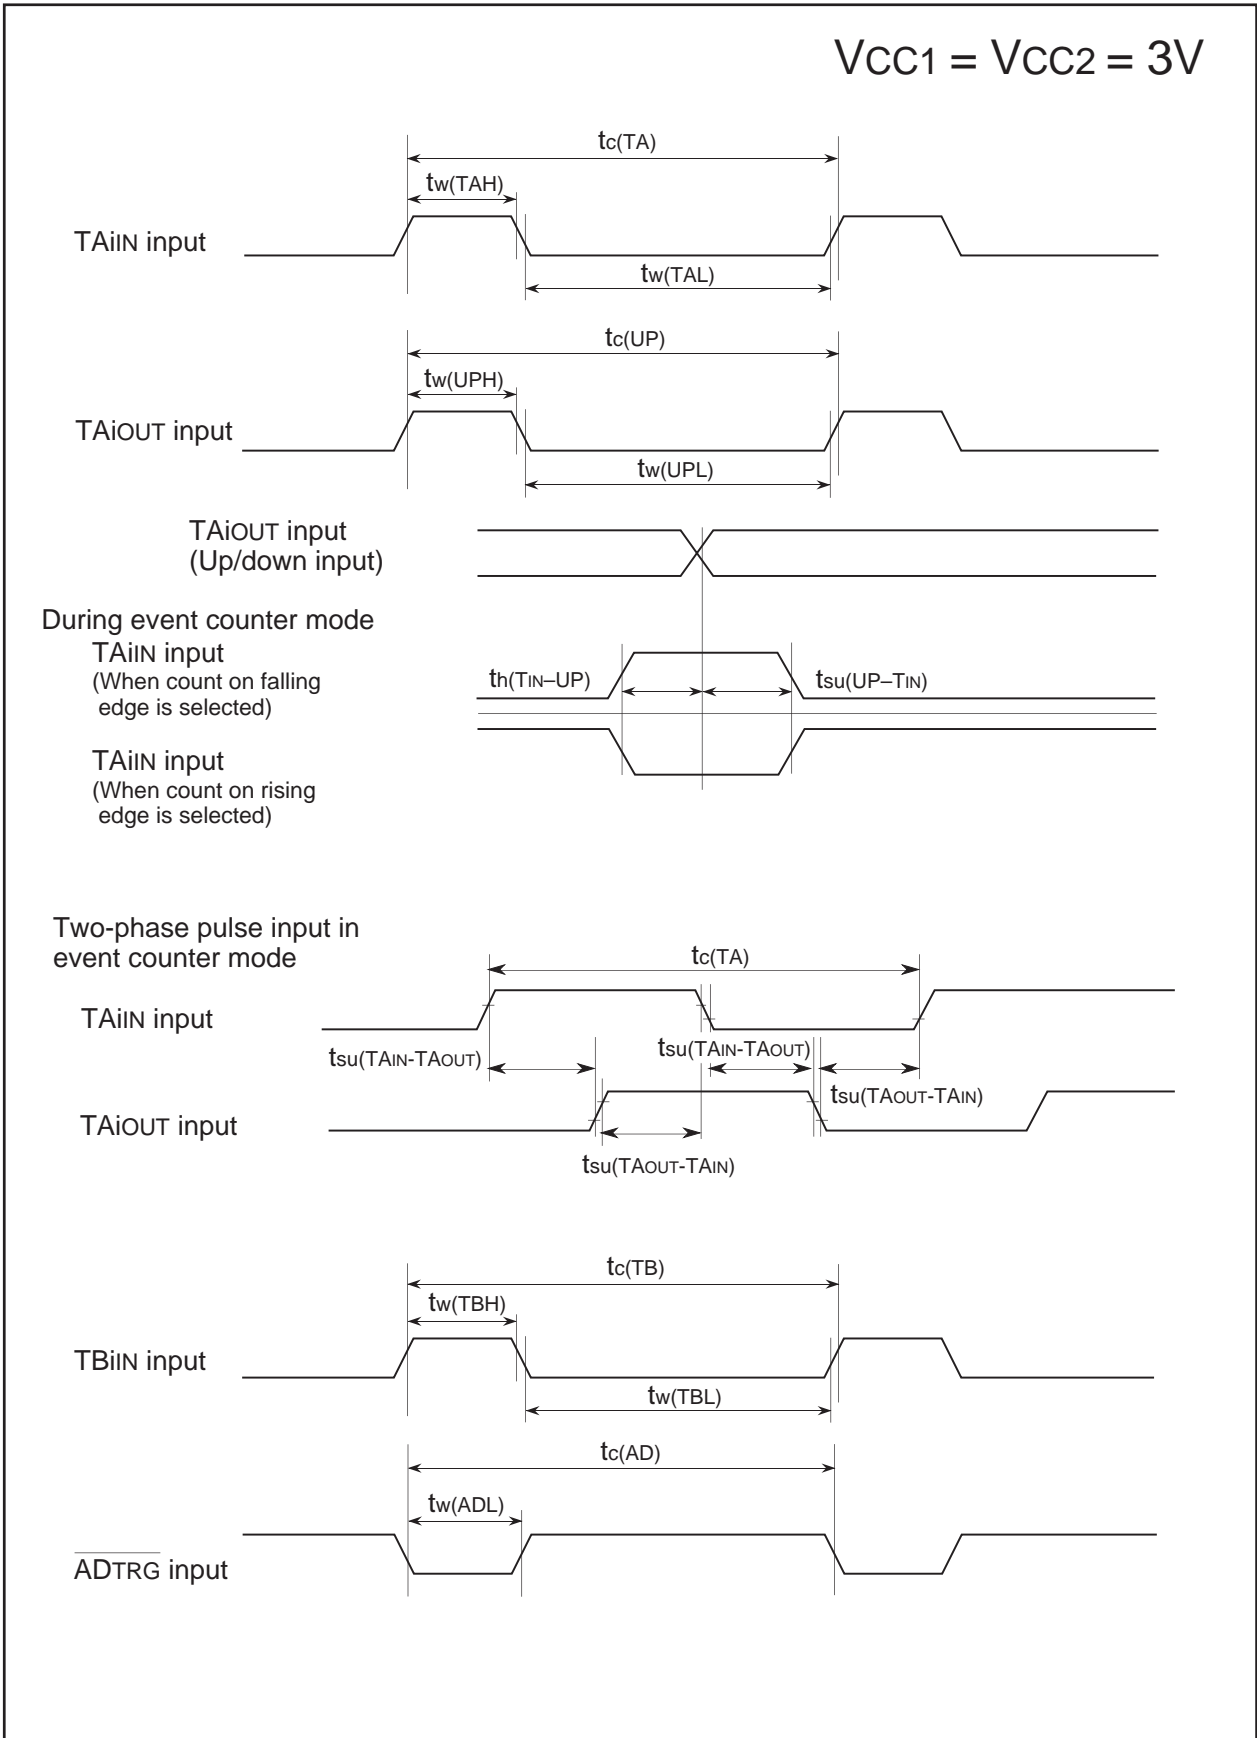 VCC1 = VCC2 = 3V
tc(TA)
tw(TAH)
TAiIN input
tw(TAL)
tc(UP)
tw(UPH)
TAiOUT input
tw(UPL)
TAiOUT input
(Up/down input)
During event counter mode
TAiIN input
(When count on falling
edge is selected)
th(TIN–UP)
tsu(UP–TIN)
TAiIN input
(When count on rising
edge is selected)
Two-phase pulse input in
event counter mode
tc(TA)
TAiIN input
tsu(TAIN-TAOUT)
tsu(TAIN-TAOUT)
tsu(TAOUT-TAIN)
TAiOUT input
tsu(TAOUT-TAIN)
tc(TB)
tw(TBH)
TBiIN input
tw(TBL)
tc(AD)
tw(ADL)
ADTRG input